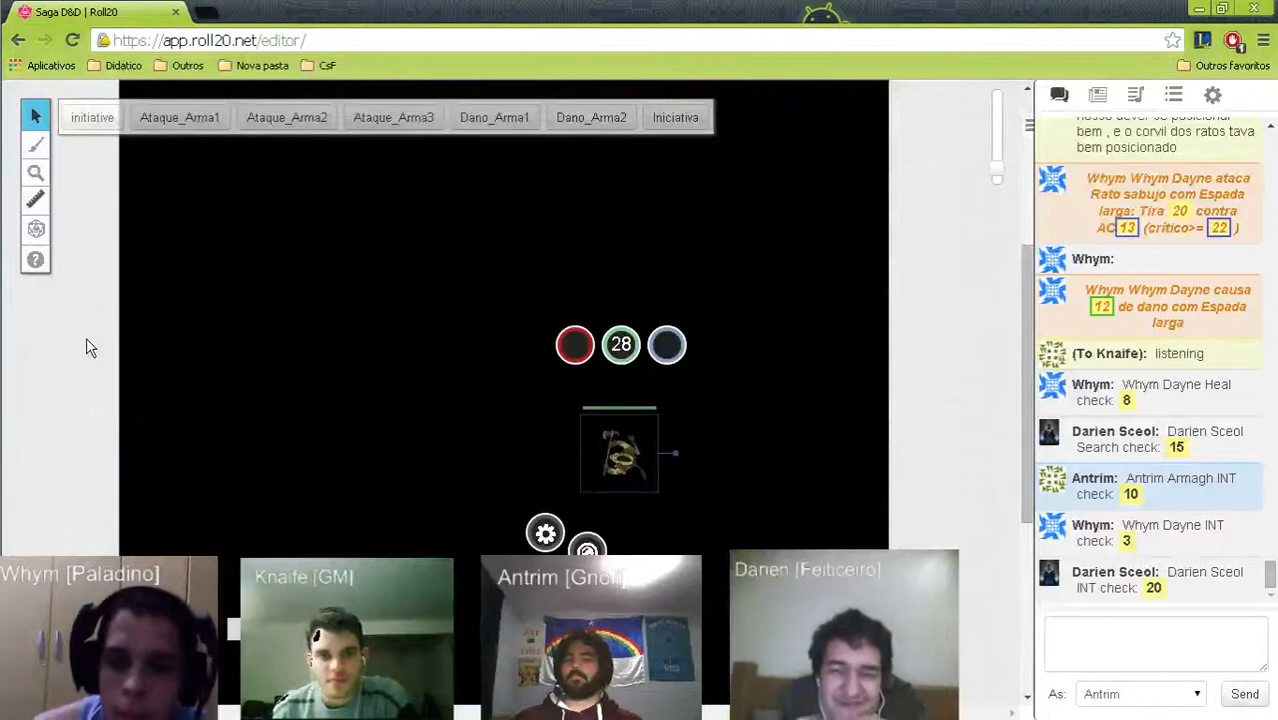 Saga D&D | Roll20
https://app.roll20.net/editor/
Aplicativos
Didatico
Outros
Nova pasta
CsF
Outros favoritos
initiative
Ataque_Arma1
Ataque_Arma2
Ataque_Arma3
Dano_Arma1
Dano_Arma2
Iniciativa
28
Whym [Paladino]
Knaife [GM]
Antrim [Gnoll]
Darien [Feiticeiro]
bem , e o corvil dos ratos tava
bem posicionado
Whym Whym Dayne ataca
Rato sabujo com Espada
larga: Tira 20 contra
AC 13 (crítico>= 22 )
Whym:
Whym Whym Dayne causa
12 de dano com Espada
larga
(To Knaife): listening
Whym: Whym Dayne Heal
check: 8
Darien Sceol: Darien Sceol
Search check: 15
Antrim: Antrim Armagh INT
check: 10
Whym: Whym Dayne INT
check: 3
Darien Sceol: Darien Sceol
INT check: 20
As: Antrim
Send